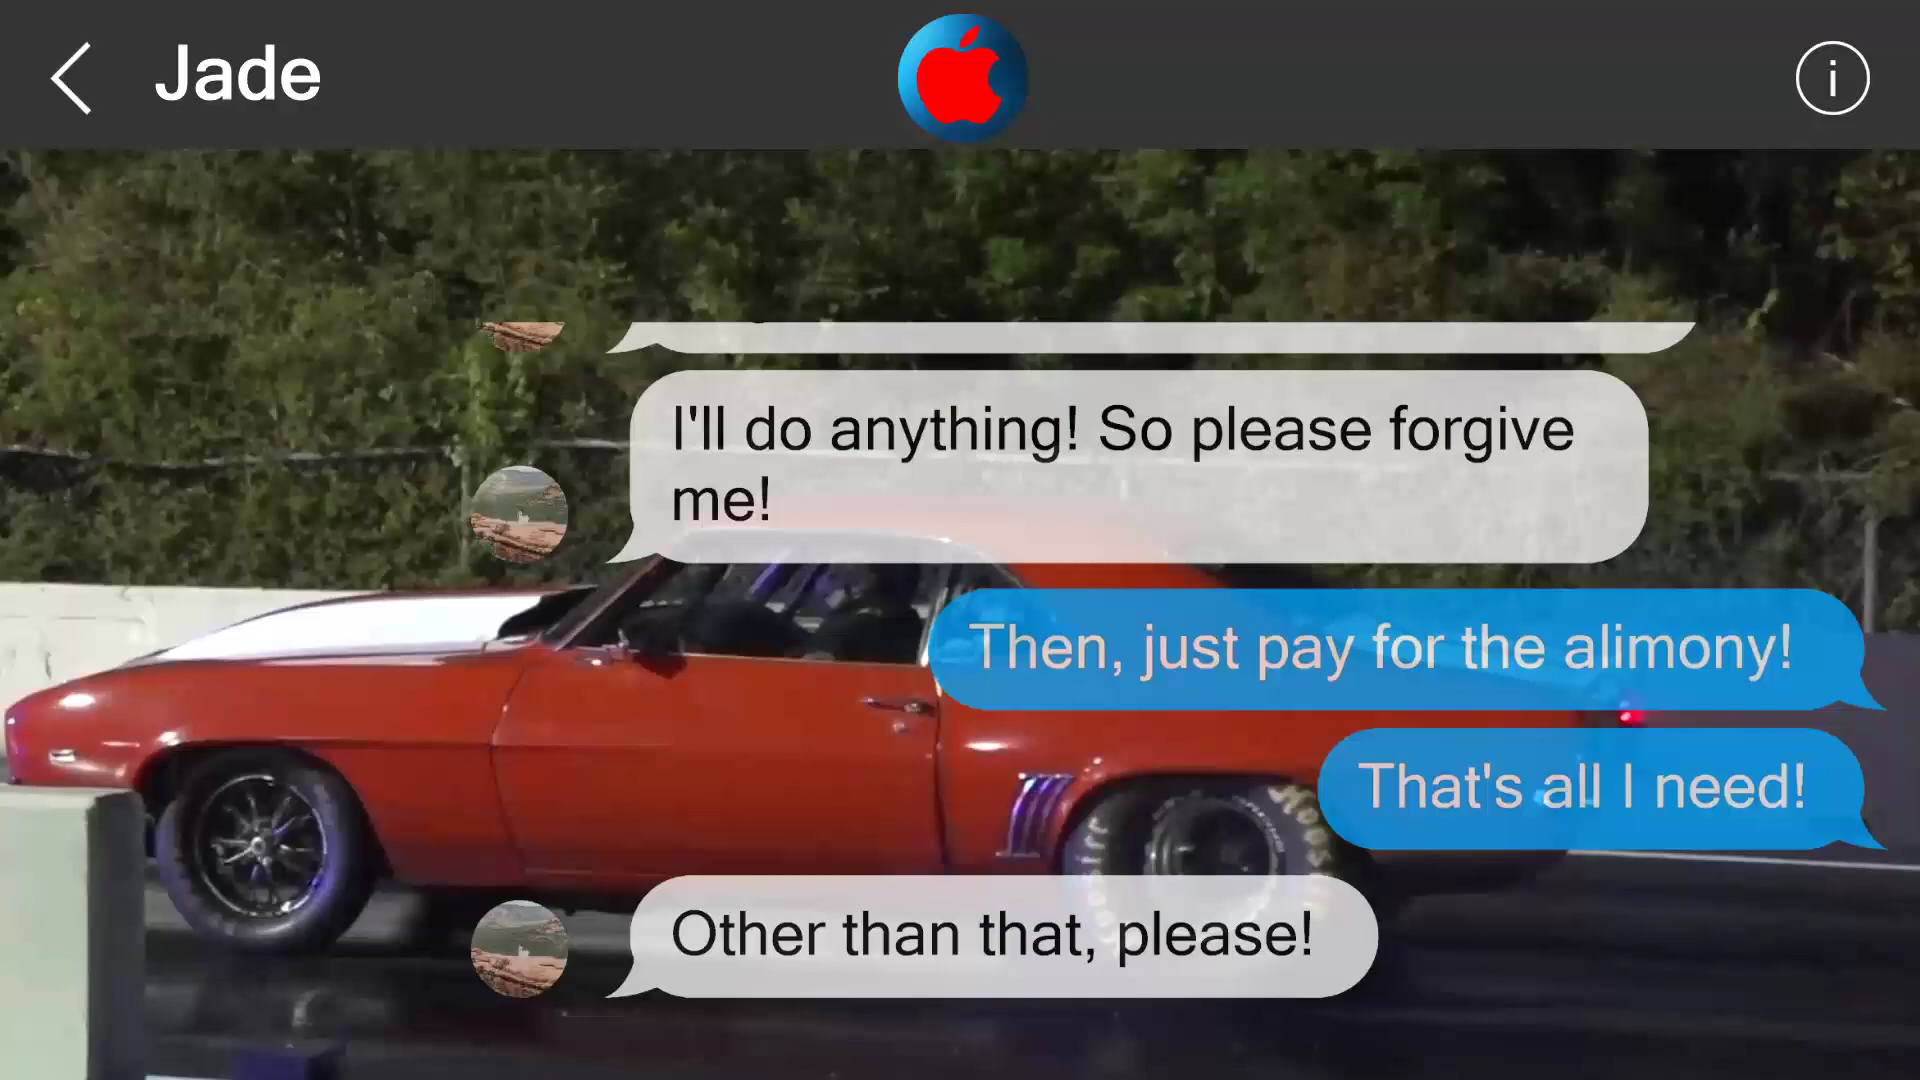 Jade
i
I'll do anything! So please forgive
me!
Then, just pay for the alimony!
That's all I need!
Other than that, please!